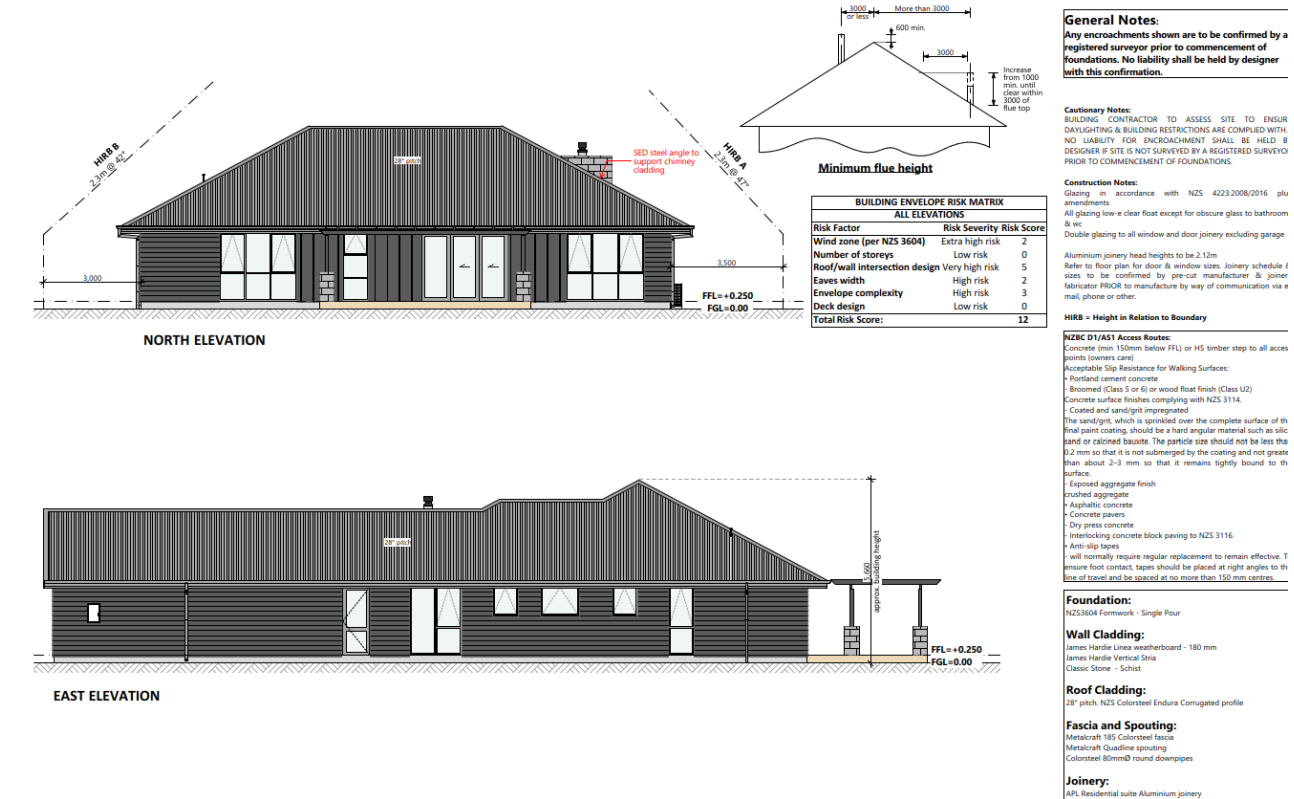 3000
or less
More than 3000
600 min.
3000
Increase
from 1000
min. until
clear within
3000 of
flue top
Minimum flue height
HIRB B
2.3m @ 42°
28° pitch
SED steel angle to
support chimney
cladding
HIRB A
2.3m @ 47°
3,000
3,500
FFL=+0.250
FGL=0.00
NORTH ELEVATION
BUILDING ENVELOPE RISK MATRIX
ALL ELEVATIONS
Risk Factor Risk Severity Risk Score
Wind zone (per NZS 3604) Extra high risk 2
Number of storeys Low risk 0
Roof/wall intersection design Very high risk 5
Eaves width High risk 2
Envelope complexity High risk 3
Deck design Low risk 0
Total Risk Score: 12
28° pitch
5,660
approx. building height
FFL=+0.250
FGL=0.00
EAST ELEVATION
General Notes:
Any encroachments shown are to be confirmed by a
registered surveyor prior to commencement of
foundations. No liability shall be held by designer
with this confirmation.
Cautionary Notes:
BUILDING CONTRACTOR TO ASSESS SITE TO ENSUR
DAYLIGHTING & BUILDING RESTRICTIONS ARE COMPLIED WITH.
NO LIABILITY FOR ENCROACHMENT SHALL BE HELD B
DESIGNER IF SITE IS NOT SURVEYED BY A REGISTERED SURVEYO
PRIOR TO COMMENCEMENT OF FOUNDATIONS.
Construction Notes:
Glazing in accordance with NZS 4223:2008/2016 plu
amendments
All glazing low-e clear float except for obscure glass to bathroom
& wc
Double glazing to all window and door joinery excluding garage
Aluminium joinery head heights to be 2.12m
Refer to floor plan for door & window sizes. Joinery schedule &
sizes to be confirmed by pre-cut manufacturer & joiner
fabricator PRIOR to manufacture by way of communication via e
mail, phone or other.
HIRB = Height in Relation to Boundary
NZBC D1/AS1 Access Routes:
Concrete (min 150mm below FFL) or H5 timber step to all acces
points (owners care)
Acceptable Slip Resistance for Walking Surfaces:
• Portland cement concrete
- Broomed (Class 5 or 6) or wood float finish (Class U2)
Concrete surface finishes complying with NZS 3114.
- Coated and sand/grit impregnated
The sand/grit, which is sprinkled over the complete surface of th
final paint coating, should be a hard angular material such as silic
sand or calcined bauxite. The particle size should not be less tha
0.2 mm so that it is not submerged by the coating and not greate
than about 2–3 mm so that it remains tightly bound to th
surface.
- Exposed aggregate finish
crushed aggregate
• Asphaltic concrete
• Concrete pavers
- Dry press concrete
- Interlocking concrete block paving to NZS 3116.
• Anti-slip tapes
- will normally require regular replacement to remain effective. T
ensure foot contact, tapes should be placed at right angles to th
line of travel and be spaced at no more than 150 mm centres.
Foundation:
NZS3604 Formwork - Single Pour
Wall Cladding:
James Hardie Linea weatherboard - 180 mm
James Hardie Vertical Stria
Classic Stone - Schist
Roof Cladding:
28° pitch. NZS Colorsteel Endura Corrugated profile
Fascia and Spouting:
Metalcraft 185 Colorsteel fascia
Metalcraft Quadline spouting
Colorsteel 80mmØ round downpipes
Joinery:
APL Residential suite Aluminium joinery